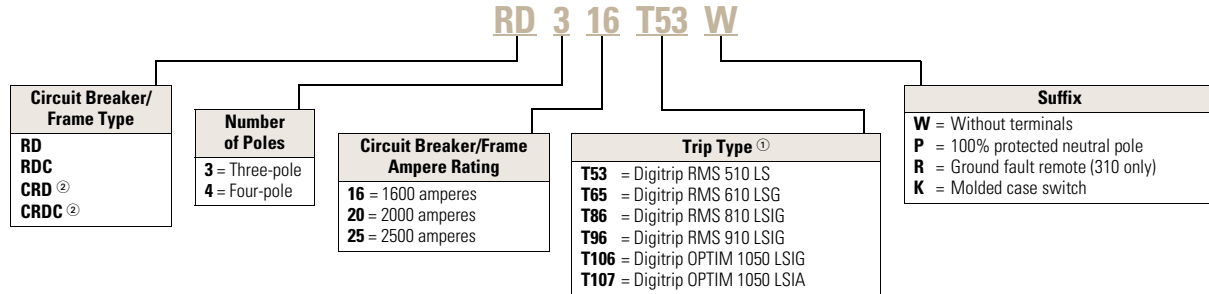 RD 3 16 T53 W
Circuit Breaker/
Frame Type
RD
RDC
CRD ②
CRDC ②
Number
of Poles
3 = Three-pole
4 = Four-pole
Circuit Breaker/Frame
Ampere Rating
16 = 1600 amperes
20 = 2000 amperes
25 = 2500 amperes
Trip Type ①
T53 = Digitrip RMS 510 LS
T65 = Digitrip RMS 610 LSG
T86 = Digitrip RMS 810 LSIG
T96 = Digitrip RMS 910 LSIG
T106 = Digitrip OPTIM 1050 LSIG
T107 = Digitrip OPTIM 1050 LSIA
Suffix
W = Without terminals
P = 100% protected neutral pole
R = Ground fault remote (310 only)
K = Molded case switch